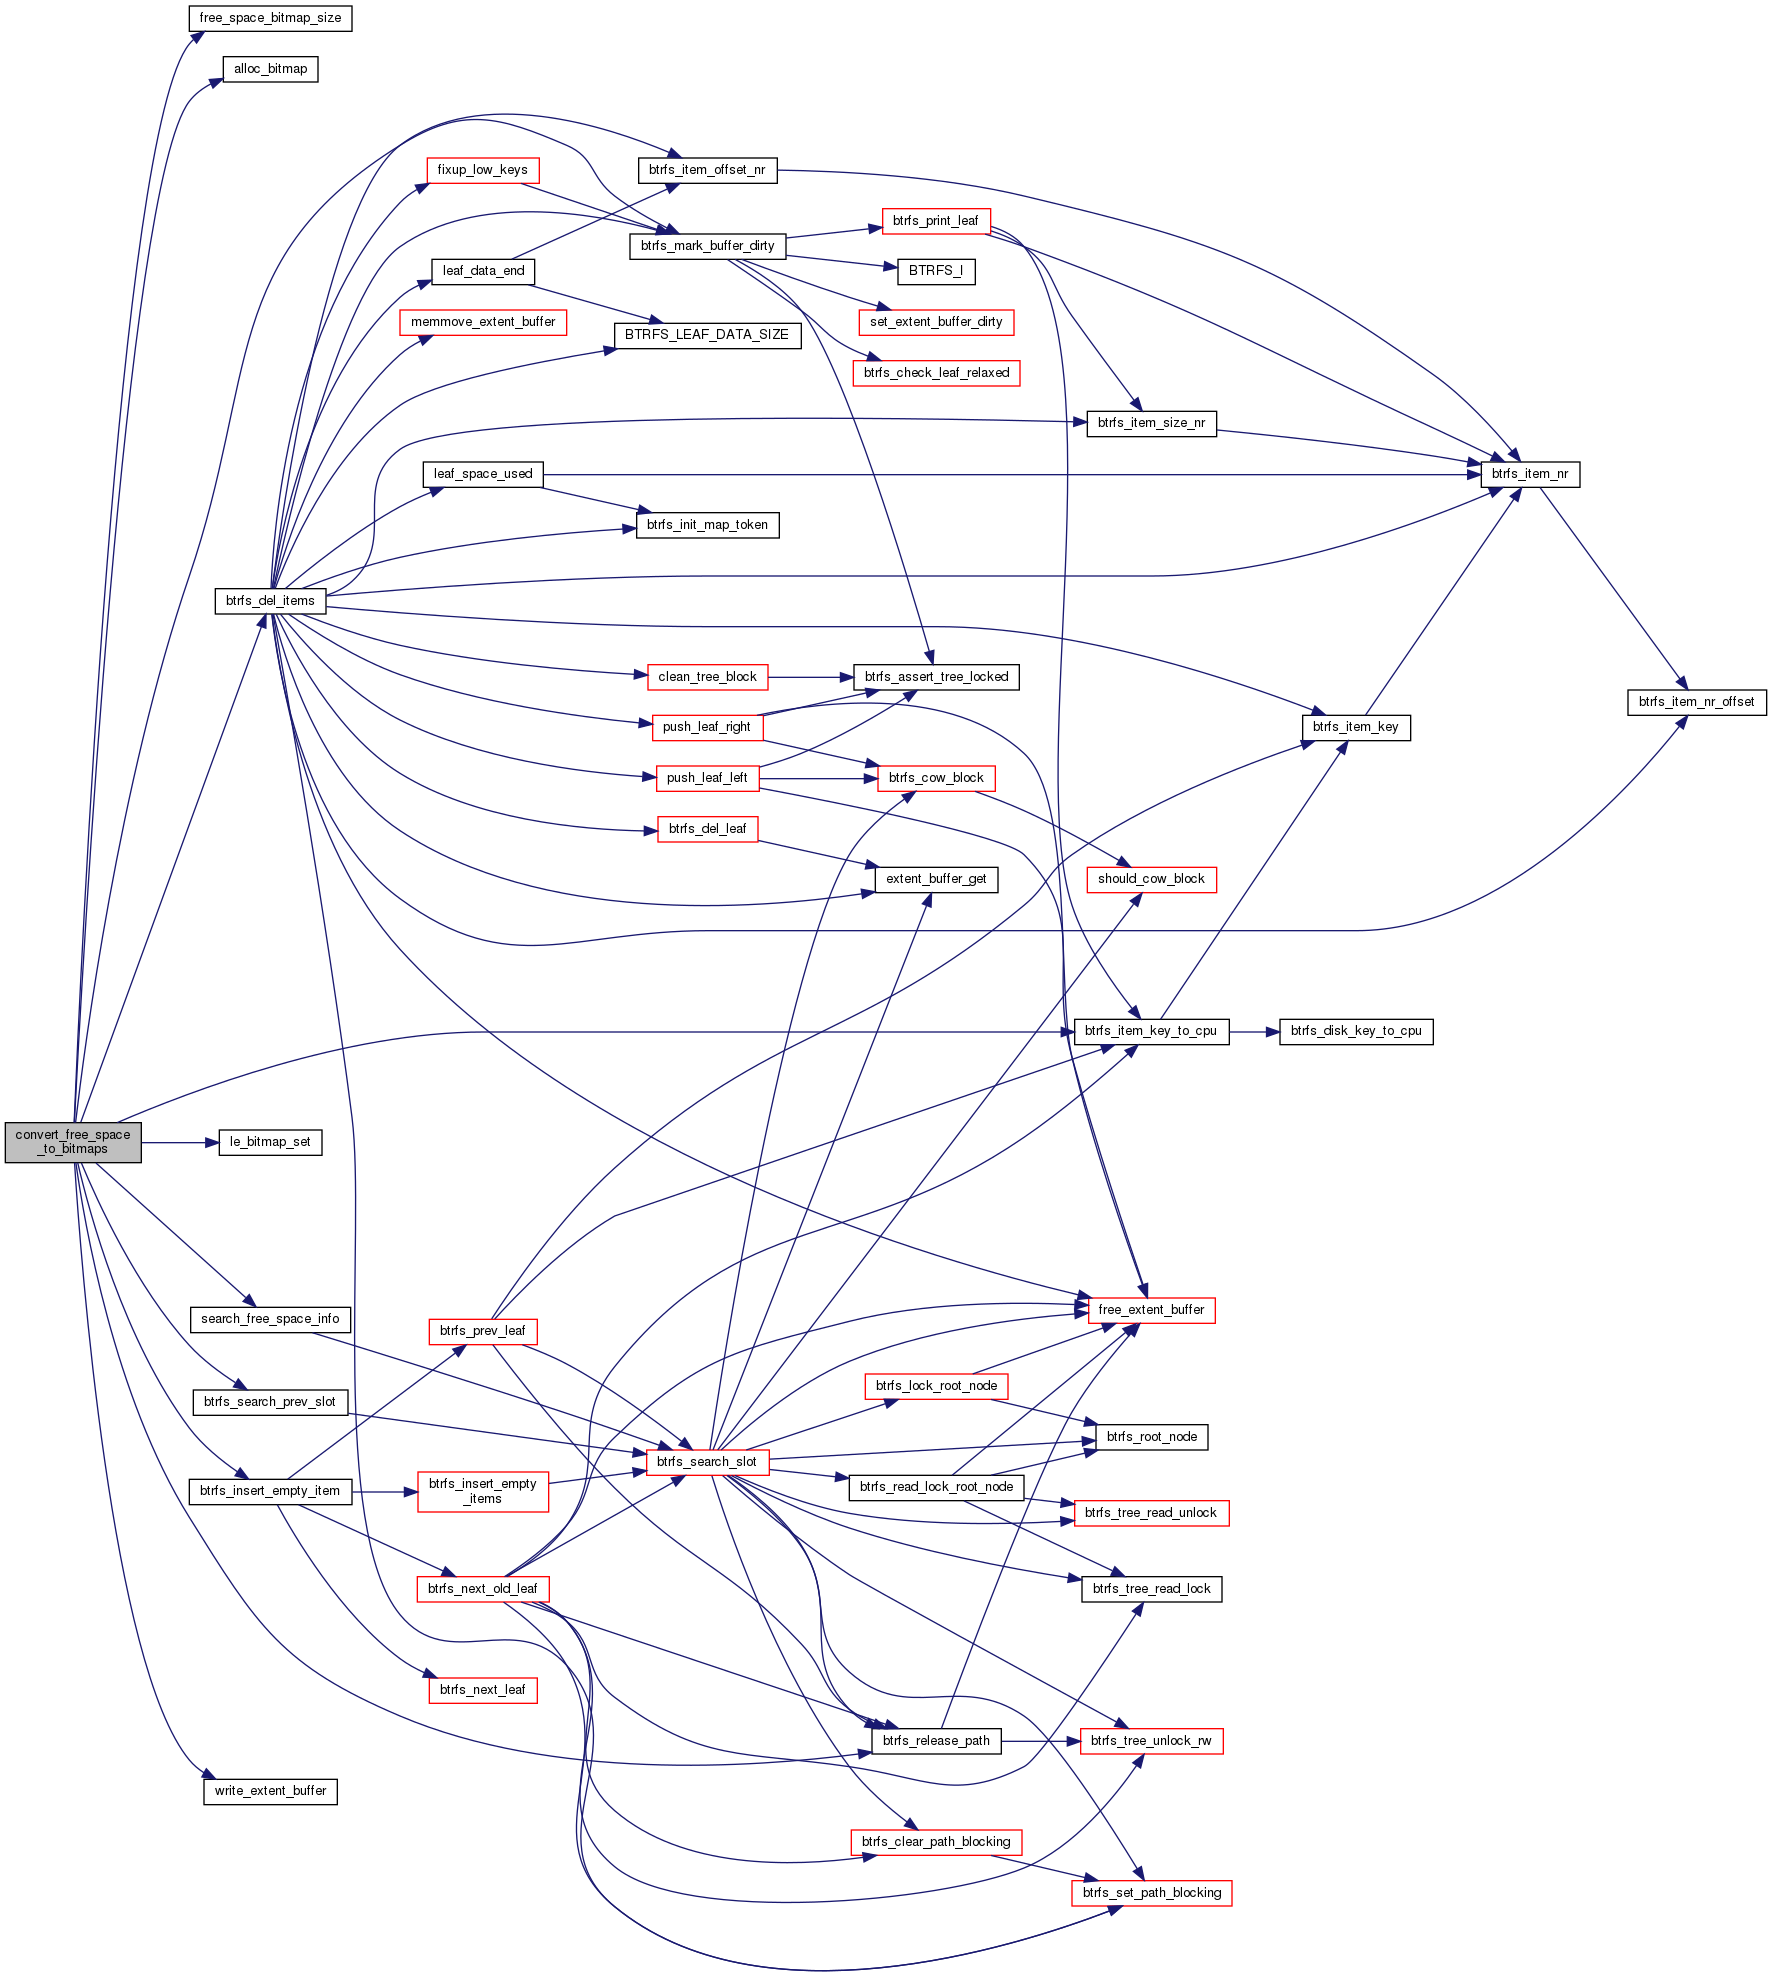 free_space_bitmap_size
alloc_bitmap
fixup_low_keys
btrfs_item_offset_nr
btrfs_print_leaf
btrfs_mark_buffer_dirty
leaf_data_end
BTRFS_I
memmove_extent_buffer
set_extent_buffer_dirty
BTRFS_LEAF_DATA_SIZE
btrfs_check_leaf_relaxed
btrfs_item_size_nr
leaf_space_used
btrfs_item_nr
btrfs_init_map_token
btrfs_del_items
clean_tree_block
btrfs_assert_tree_locked
btrfs_item_nr_offset
push_leaf_right
btrfs_item_key
push_leaf_left
btrfs_cow_block
btrfs_del_leaf
extent_buffer_get
should_cow_block
btrfs_item_key_to_cpu
btrfs_disk_key_to_cpu
convert_free_space
_to_bitmaps
le_bitmap_set
search_free_space_info
btrfs_prev_leaf
free_extent_buffer
btrfs_lock_root_node
btrfs_search_prev_slot
btrfs_root_node
btrfs_search_slot
btrfs_insert_empty_item
btrfs_insert_empty
_items
btrfs_read_lock_root_node
btrfs_tree_read_unlock
btrfs_next_old_leaf
btrfs_tree_read_lock
btrfs_next_leaf
btrfs_release_path
btrfs_tree_unlock_rw
write_extent_buffer
btrfs_clear_path_blocking
btrfs_set_path_blocking